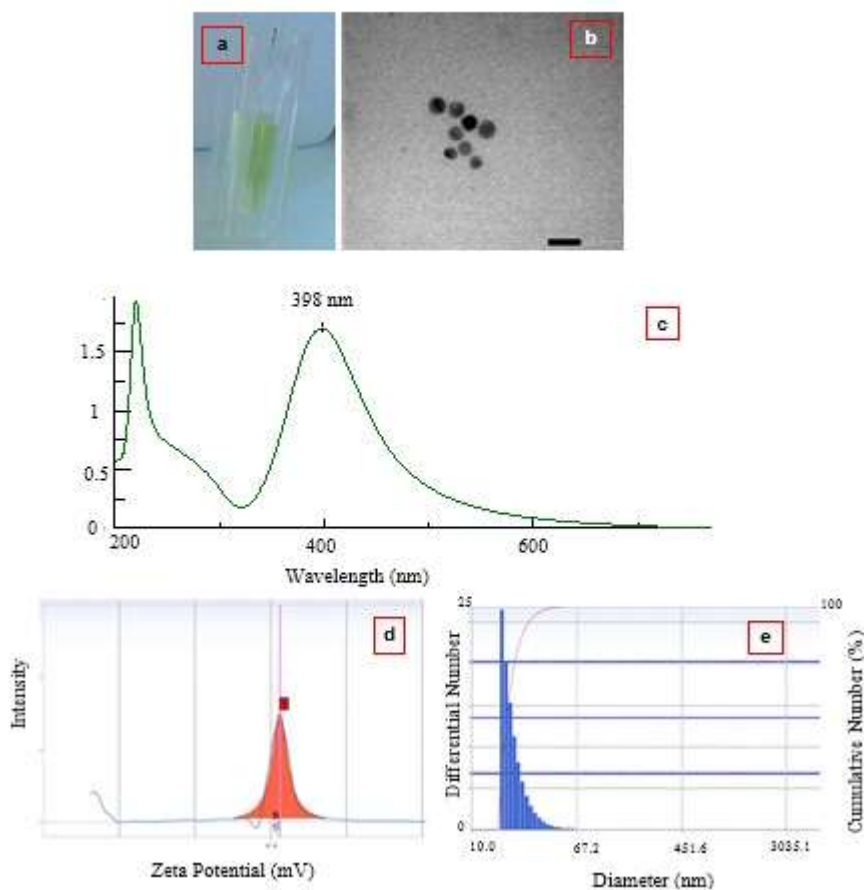 a
b
398 nm
c
1.5
1
0.5
0
200
400
600
Wavelength (nm)
Intensity
d
Zeta Potential (mV)
25
100
e
Differential Number
Cumulative Number (%)
0
10.0
67.2
451.6
3035.1
Diameter (nm)